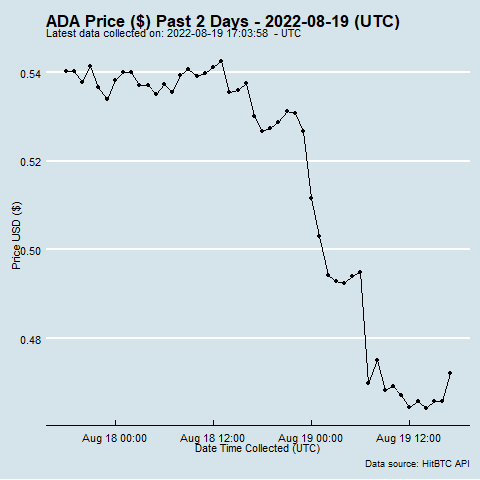 ADA Price ($) Past 2 Days - 2022-08-19 (UTC)
Latest data collected on: 2022-08-19 17:03:58  - UTC
0.54
0.52
0.50
0.48
Price USD ($)
Aug 18 00:00
Aug 18 12:00
Aug 19 00:00
Aug 19 12:00
Date Time Collected (UTC)
Data source: HitBTC API